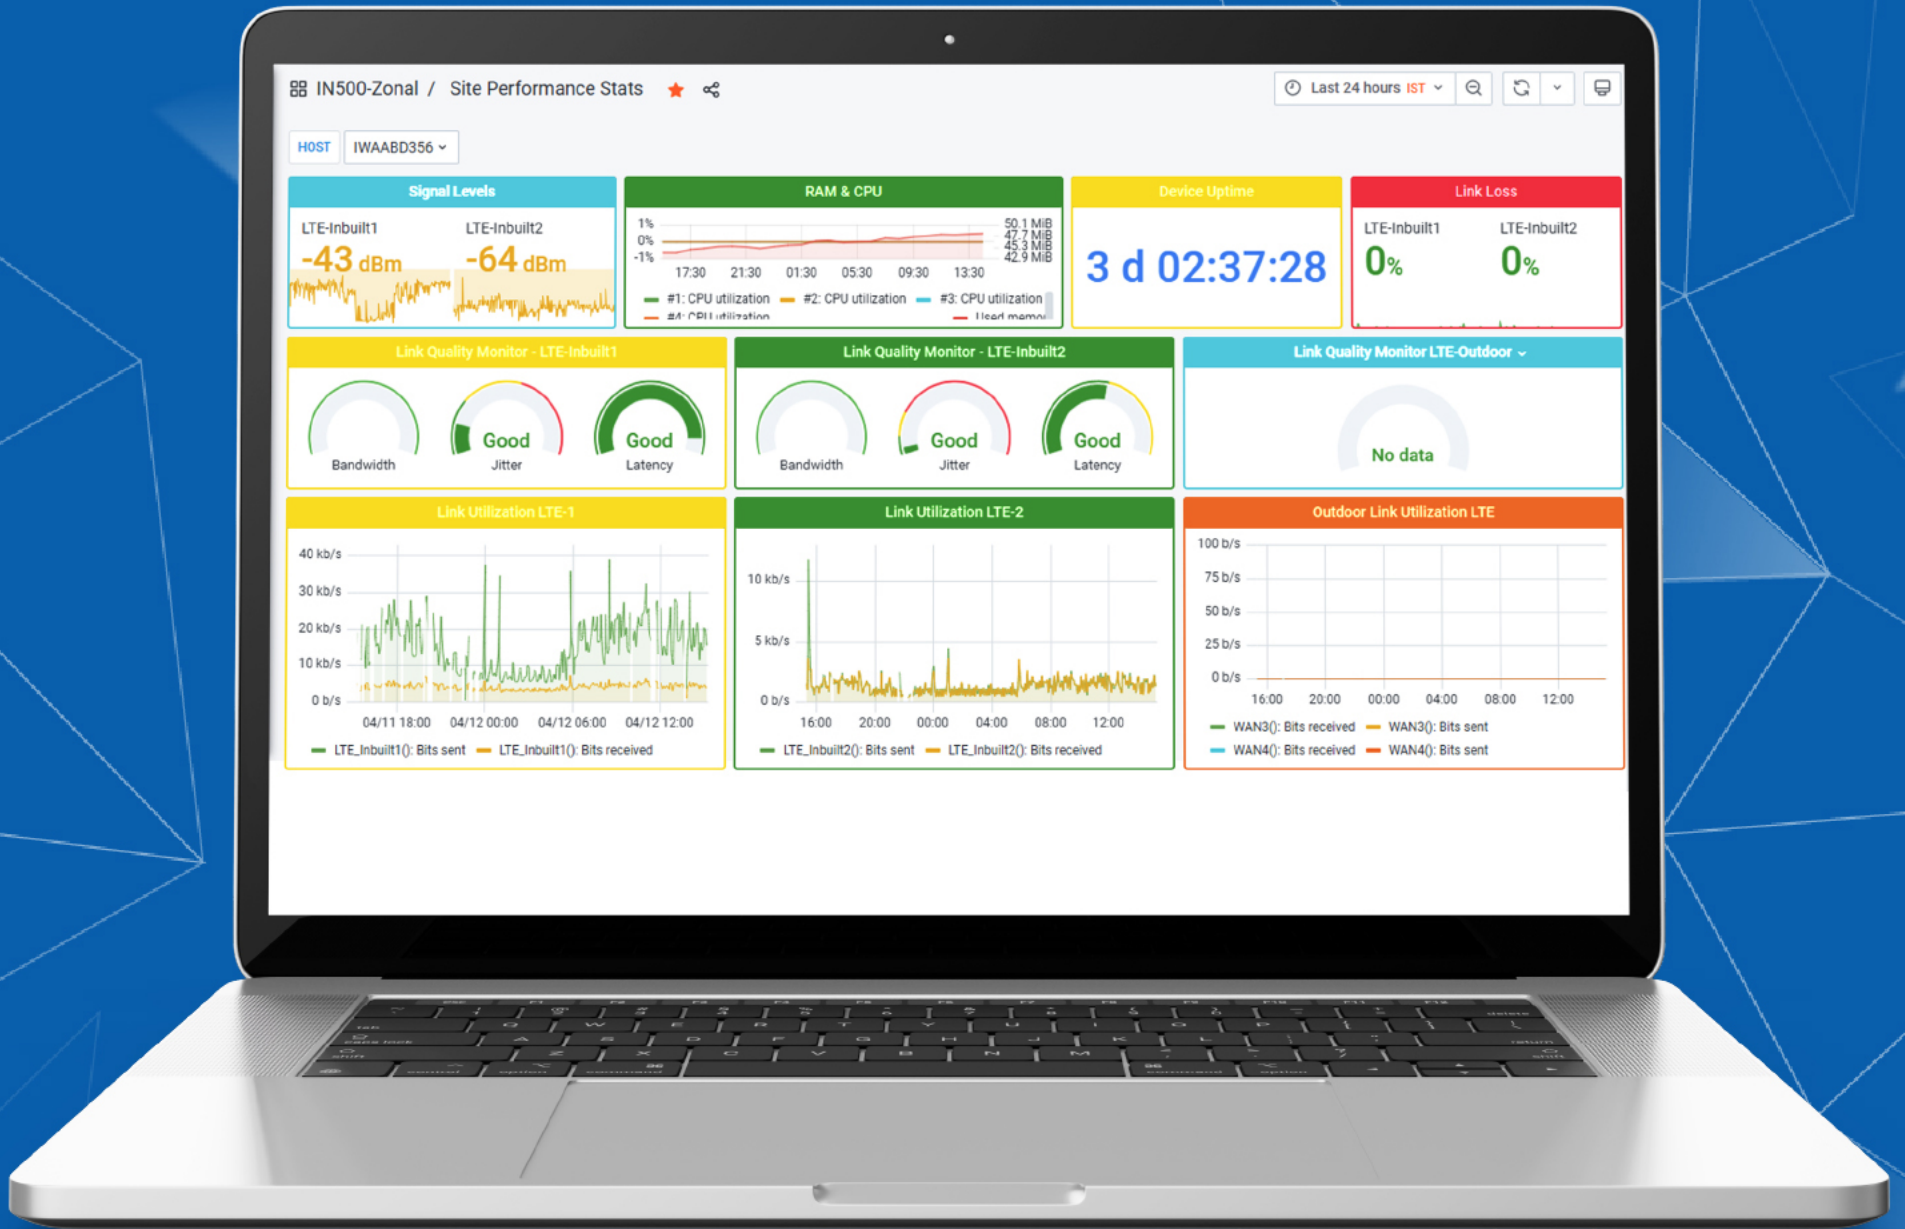 IN500-Zonal / Site Performance Stats
Last 24 hours IST
HOST IWAABD356
Signal Levels
LTE-Inbuilt1 LTE-Inbuilt2
-43 dBm -64 dBm
RAM & CPU
1% 50.1 MiB
47.7 MiB
0% 45.3 MiB
-1% 42.9 MiB
17:30 21:30 01:30 05:30 09:30 13:30
#1: CPU utilization #2: CPU utilization #3: CPU utilization
#4: CPU utilization Used memo
Device Uptime
3 d 02:37:28
Link Loss
LTE-Inbuilt1 LTE-Inbuilt2
0% 0%
Link Quality Monitor - LTE-Inbuilt1
Good Good
Bandwidth Jitter Latency
Link Quality Monitor - LTE-Inbuilt2
Good Good
Bandwidth Jitter Latency
Link Quality Monitor LTE-Outdoor
No data
Link Utilization LTE-1
40 kb/s
30 kb/s
20 kb/s
10 kb/s
0 b/s
04/11 18:00 04/12 00:00 04/12 06:00 04/12 12:00
LTE_Inbuilt1(): Bits sent LTE_Inbuilt1(): Bits received
Link Utilization LTE-2
10 kb/s
5 kb/s
0 b/s
16:00 20:00 00:00 04:00 08:00 12:00
LTE_Inbuilt2(): Bits sent LTE_Inbuilt2(): Bits received
Outdoor Link Utilization LTE
100 b/s
75 b/s
50 b/s
25 b/s
0 b/s
16:00 20:00 00:00 04:00 08:00 12:00
WAN3(): Bits received WAN3(): Bits sent
WAN4(): Bits received WAN4(): Bits sent